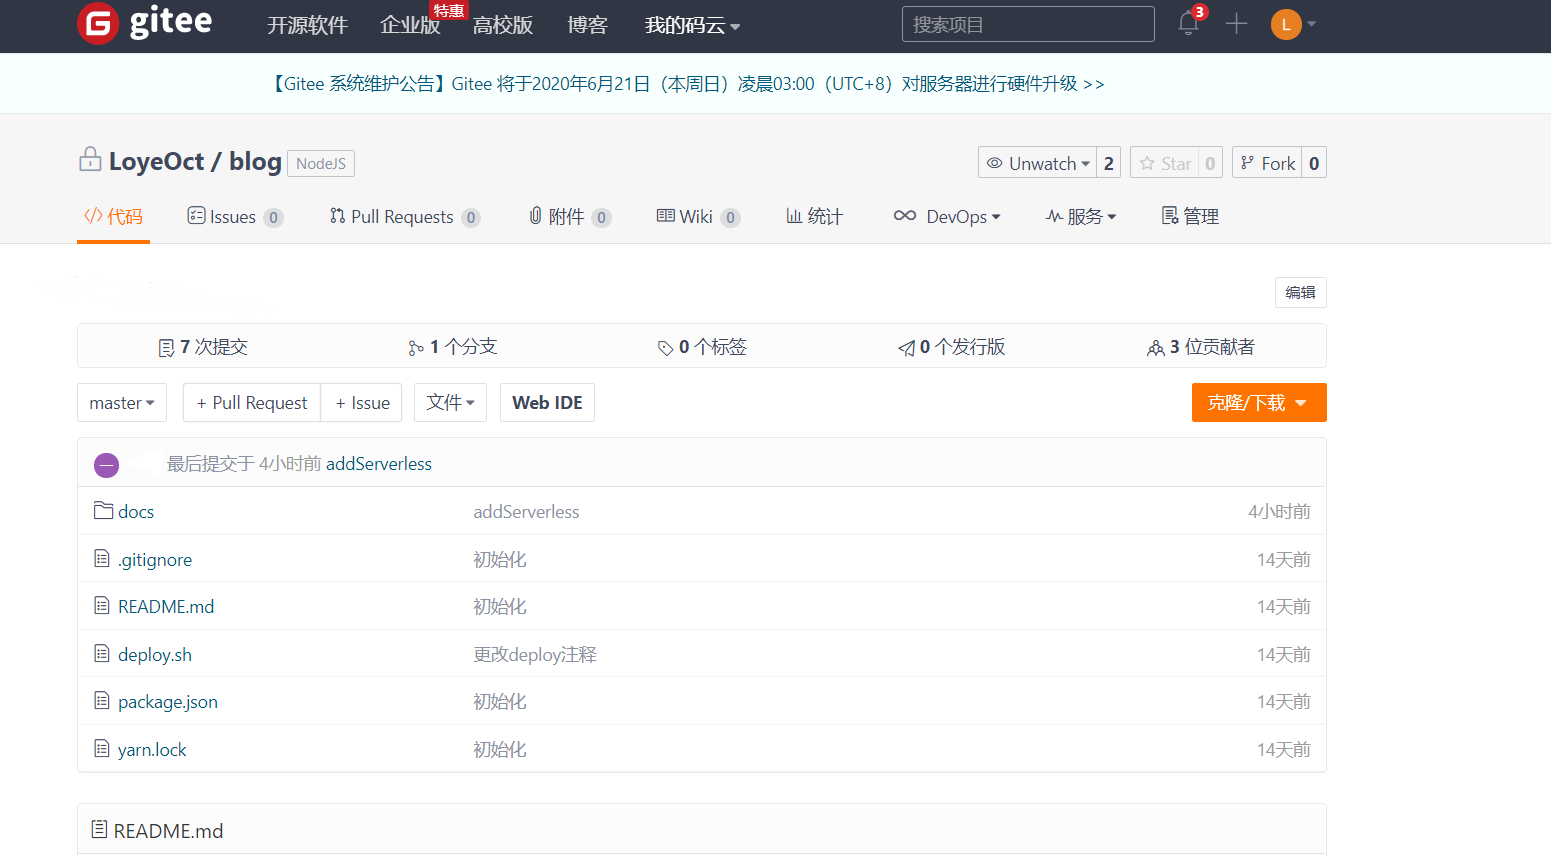 gitee 开源软件 企业版 特惠 高校版 博客 我的码云 搜索项目 3 L
【Gitee 系统维护公告】Gitee 将于2020年6月21日（本周日）凌晨03:00（UTC+8）对服务器进行硬件升级 >>
LoyeOct / blog NodeJS Unwatch 2 Star 0 Fork 0
代码 Issues 0 Pull Requests 0 附件 0 Wiki 0 统计 DevOps 服务 管理
编辑
7 次提交 1 个分支 0 个标签 0 个发行版 3 位贡献者
master + Pull Request + Issue 文件 Web IDE 克隆/下载
一 最后提交于 4小时前 addServerless
docs addServerless 4小时前
.gitignore 初始化 14天前
README.md 初始化 14天前
deploy.sh 更改deploy注释 14天前
package.json 初始化 14天前
yarn.lock 初始化 14天前
README.md